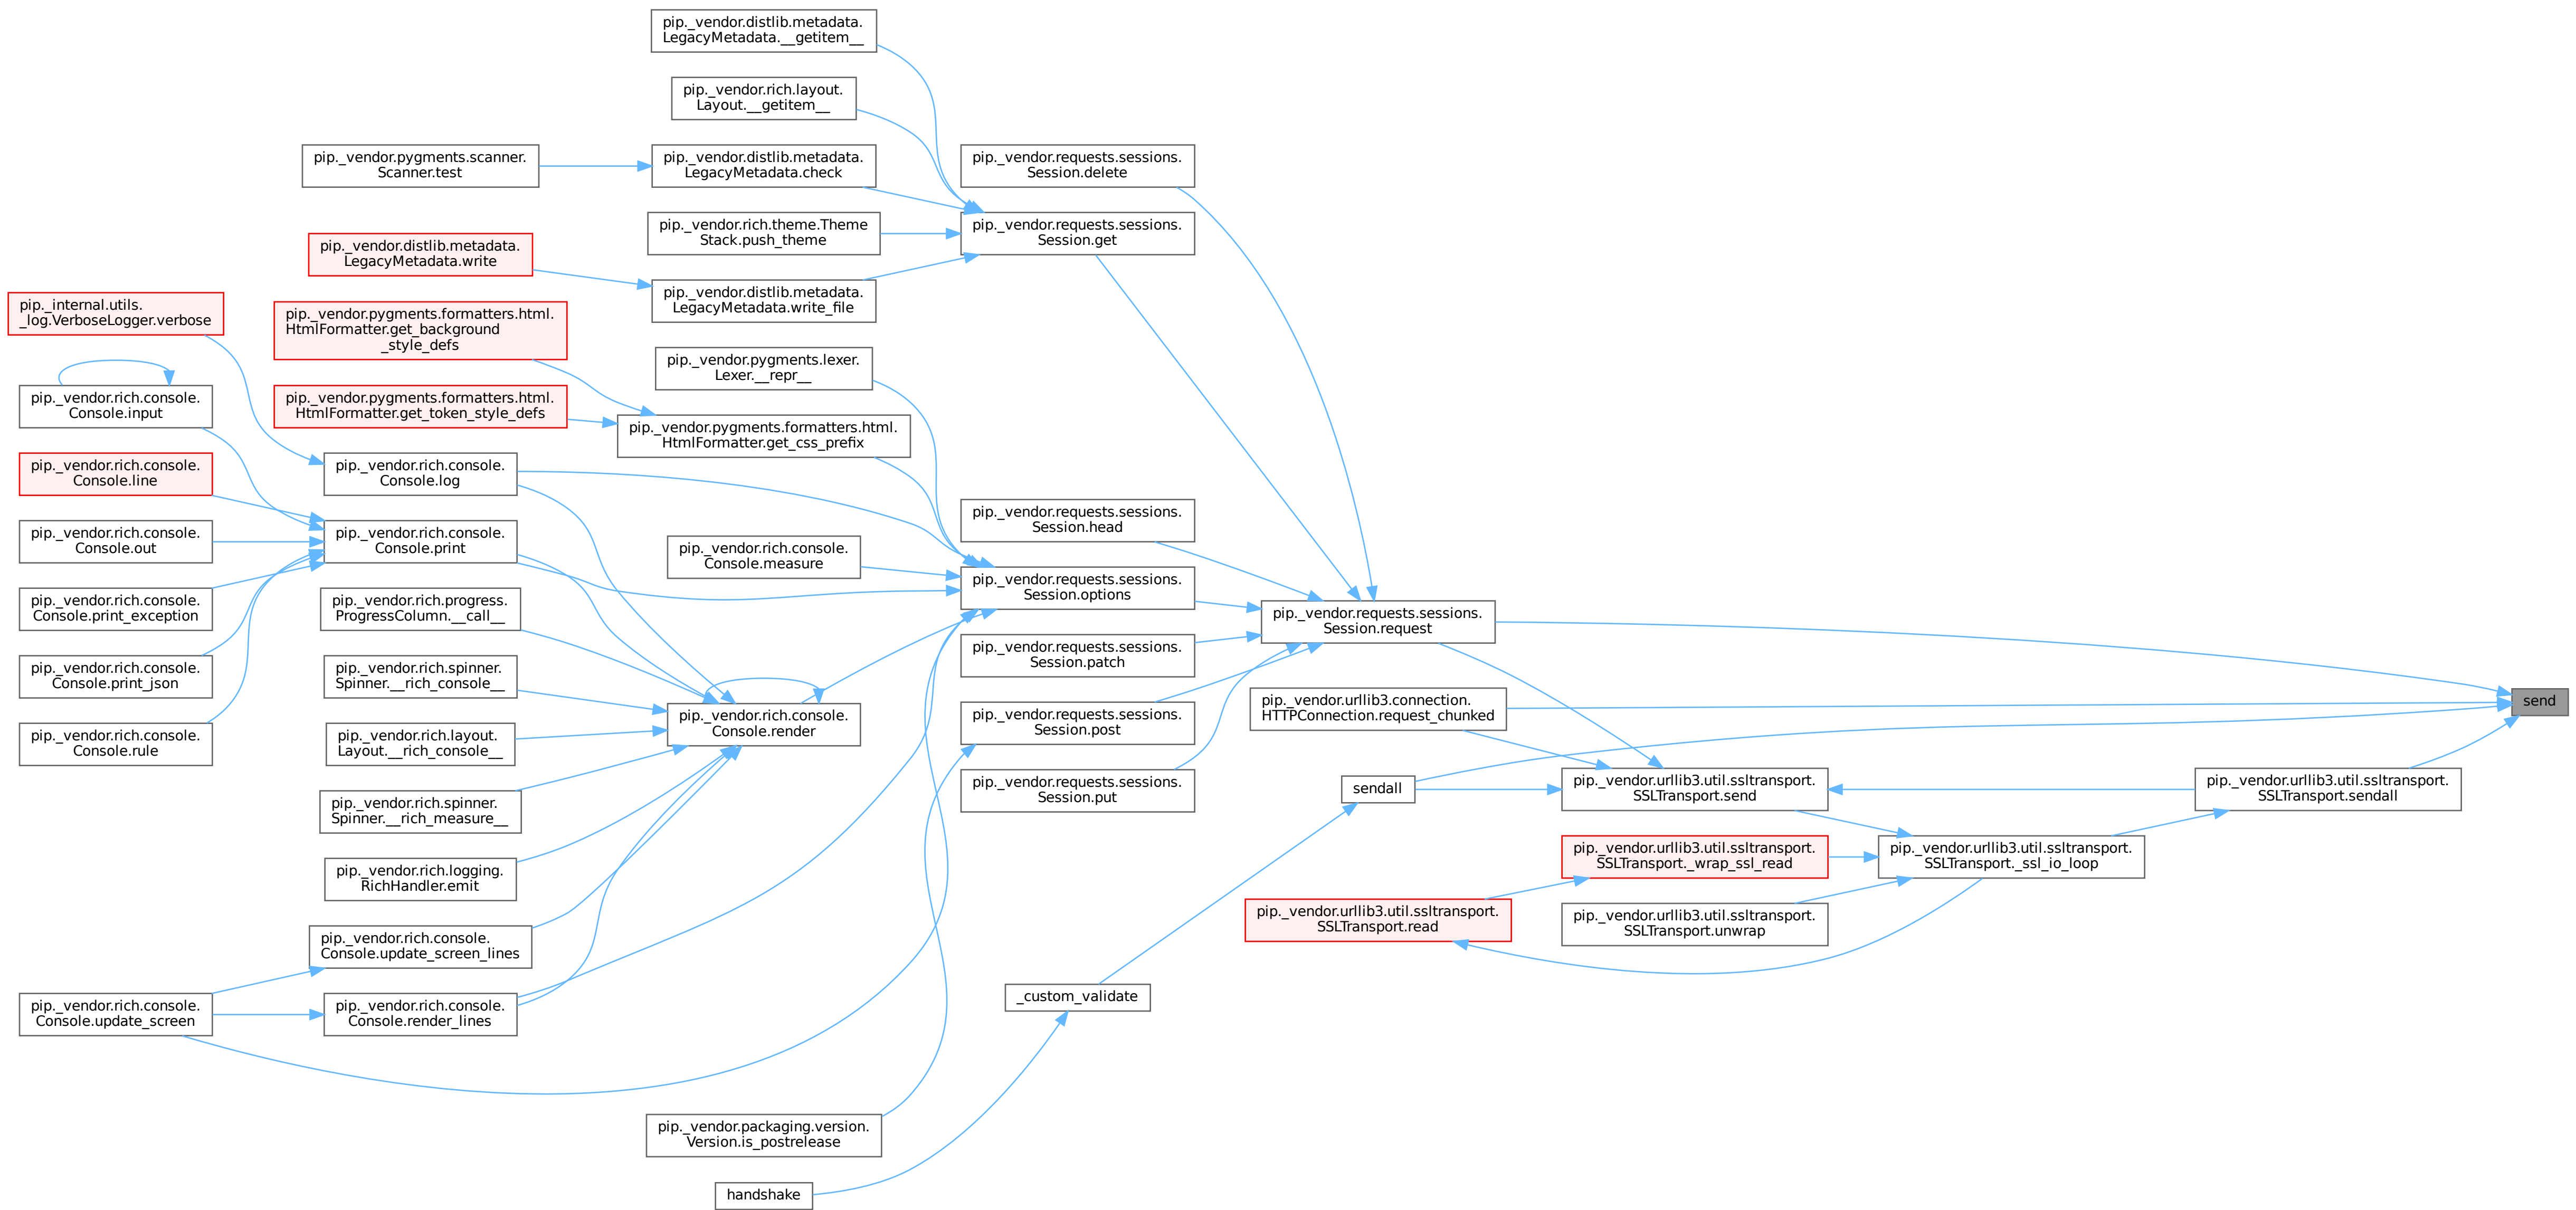 pip._vendor.distlib.metadata.
LegacyMetadata.__getitem__
pip._vendor.rich.layout.
Layout.__getitem__
pip._vendor.pygments.scanner.
Scanner.test
pip._vendor.distlib.metadata.
LegacyMetadata.check
pip._vendor.requests.sessions.
Session.delete
pip._vendor.rich.theme.Theme
Stack.push_theme
pip._vendor.requests.sessions.
Session.get
pip._vendor.distlib.metadata.
LegacyMetadata.write
pip._vendor.distlib.metadata.
LegacyMetadata.write_file
pip._internal.utils.
_log.VerboseLogger.verbose
pip._vendor.pygments.formatters.html.
HtmlFormatter.get_background
_style_defs
pip._vendor.pygments.lexer.
Lexer.__repr__
pip._vendor.rich.console.
Console.input
pip._vendor.pygments.formatters.html.
HtmlFormatter.get_token_style_defs
pip._vendor.pygments.formatters.html.
HtmlFormatter.get_css_prefix
pip._vendor.rich.console.
Console.line
pip._vendor.rich.console.
Console.log
pip._vendor.requests.sessions.
Session.head
pip._vendor.rich.console.
Console.out
pip._vendor.rich.console.
Console.print
pip._vendor.rich.console.
Console.measure
pip._vendor.requests.sessions.
Session.options
pip._vendor.rich.console.
Console.print_exception
pip._vendor.rich.progress.
ProgressColumn.__call__
pip._vendor.requests.sessions.
Session.request
pip._vendor.requests.sessions.
Session.patch
pip._vendor.rich.console.
Console.print_json
pip._vendor.rich.spinner.
Spinner.__rich_console__
pip._vendor.urllib3.connection.
HTTPConnection.request_chunked
send
pip._vendor.rich.console.
Console.render
pip._vendor.requests.sessions.
Session.post
pip._vendor.rich.console.
Console.rule
pip._vendor.rich.layout.
Layout.__rich_console__
pip._vendor.requests.sessions.
Session.put
sendall
pip._vendor.urllib3.util.ssltransport.
SSLTransport.send
pip._vendor.urllib3.util.ssltransport.
SSLTransport.sendall
pip._vendor.rich.spinner.
Spinner.__rich_measure__
pip._vendor.urllib3.util.ssltransport.
SSLTransport._wrap_ssl_read
pip._vendor.urllib3.util.ssltransport.
SSLTransport._ssl_io_loop
pip._vendor.rich.logging.
RichHandler.emit
pip._vendor.urllib3.util.ssltransport.
SSLTransport.read
pip._vendor.urllib3.util.ssltransport.
SSLTransport.unwrap
pip._vendor.rich.console.
Console.update_screen_lines
_custom_validate
pip._vendor.rich.console.
Console.update_screen
pip._vendor.rich.console.
Console.render_lines
pip._vendor.packaging.version.
Version.is_postrelease
handshake